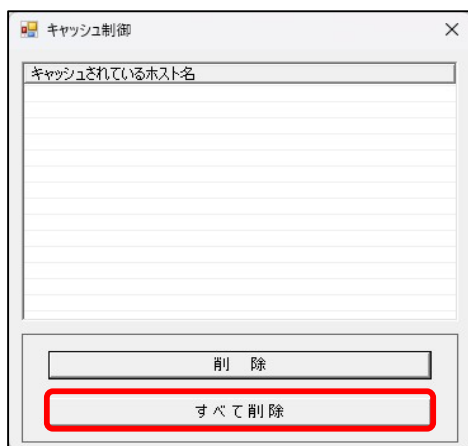 キャッシュ制御
キャッシュされているホスト名
削　除
すべて削除